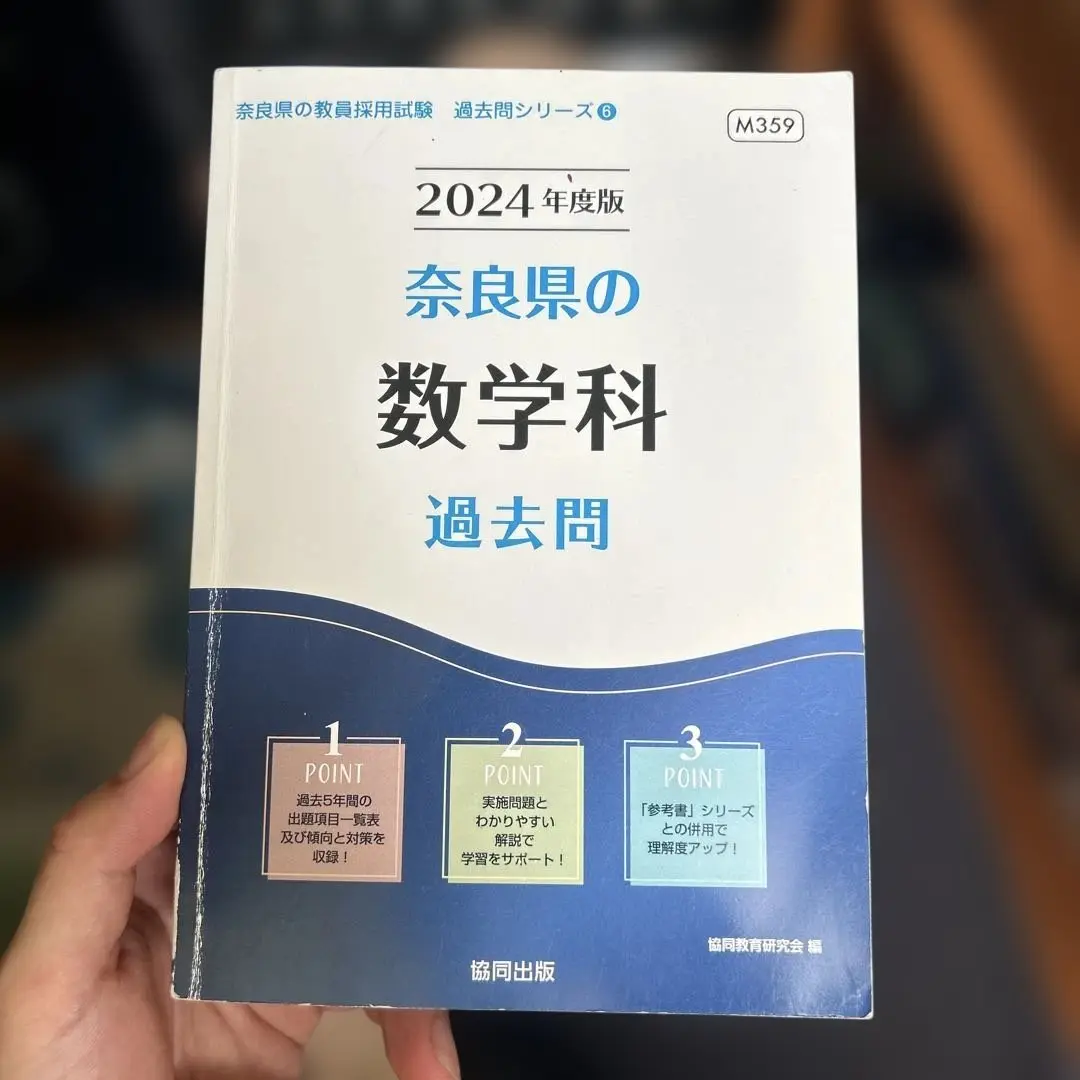 奈良県の教員採用試験 過去問シリーズ❻
M359
2024年度版
奈良県の
数学科
過去問
1
POINT
過去5年間の
出題項目一覧表
及び傾向と対策を
収録！
2
POINT
実施問題と
わかりやすい
解説で
学習をサポート！
3
POINT
「参考書」シリーズ
との併用で
理解度アップ！
協同教育研究会 編
協同出版